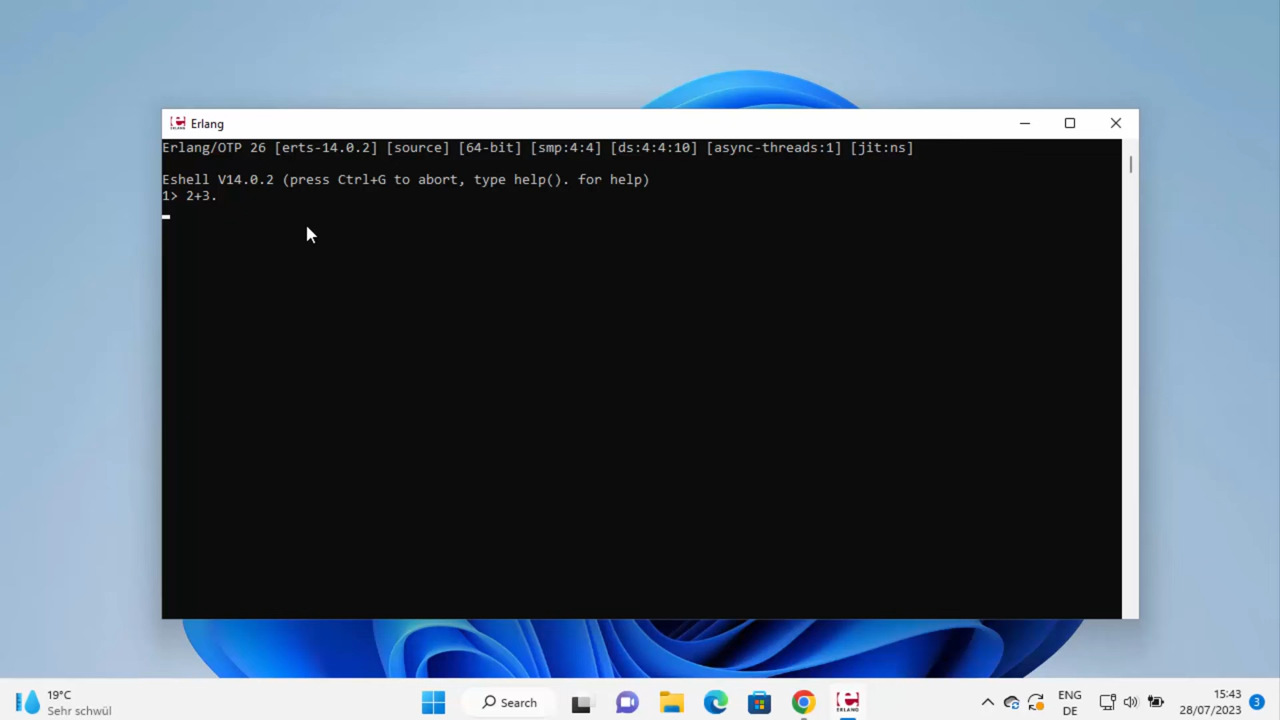 Erlang
Erlang/OTP 26 [erts-14.0.2] [source] [64-bit] [smp:4:4] [ds:4:4:10] [async-threads:1] [jit:ns]
Eshell V14.0.2 (press Ctrl+G to abort, type help(). for help)
1> 2+3.
19°C
Sehr schwül
Search
ERLANG
ENG
DE
15:43
28/07/2023
3